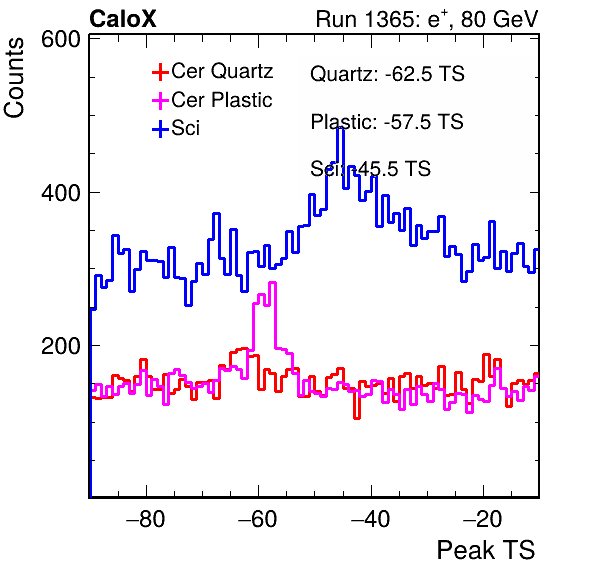 CaloX Run 1365: e⁺, 80 GeV
Counts
600
400
200
Cer Quartz
Cer Plastic
Sci
Quartz: -62.5 TS
Plastic: -57.5 TS
Sci: -45.5 TS
−80 −60 −40 −20
Peak TS